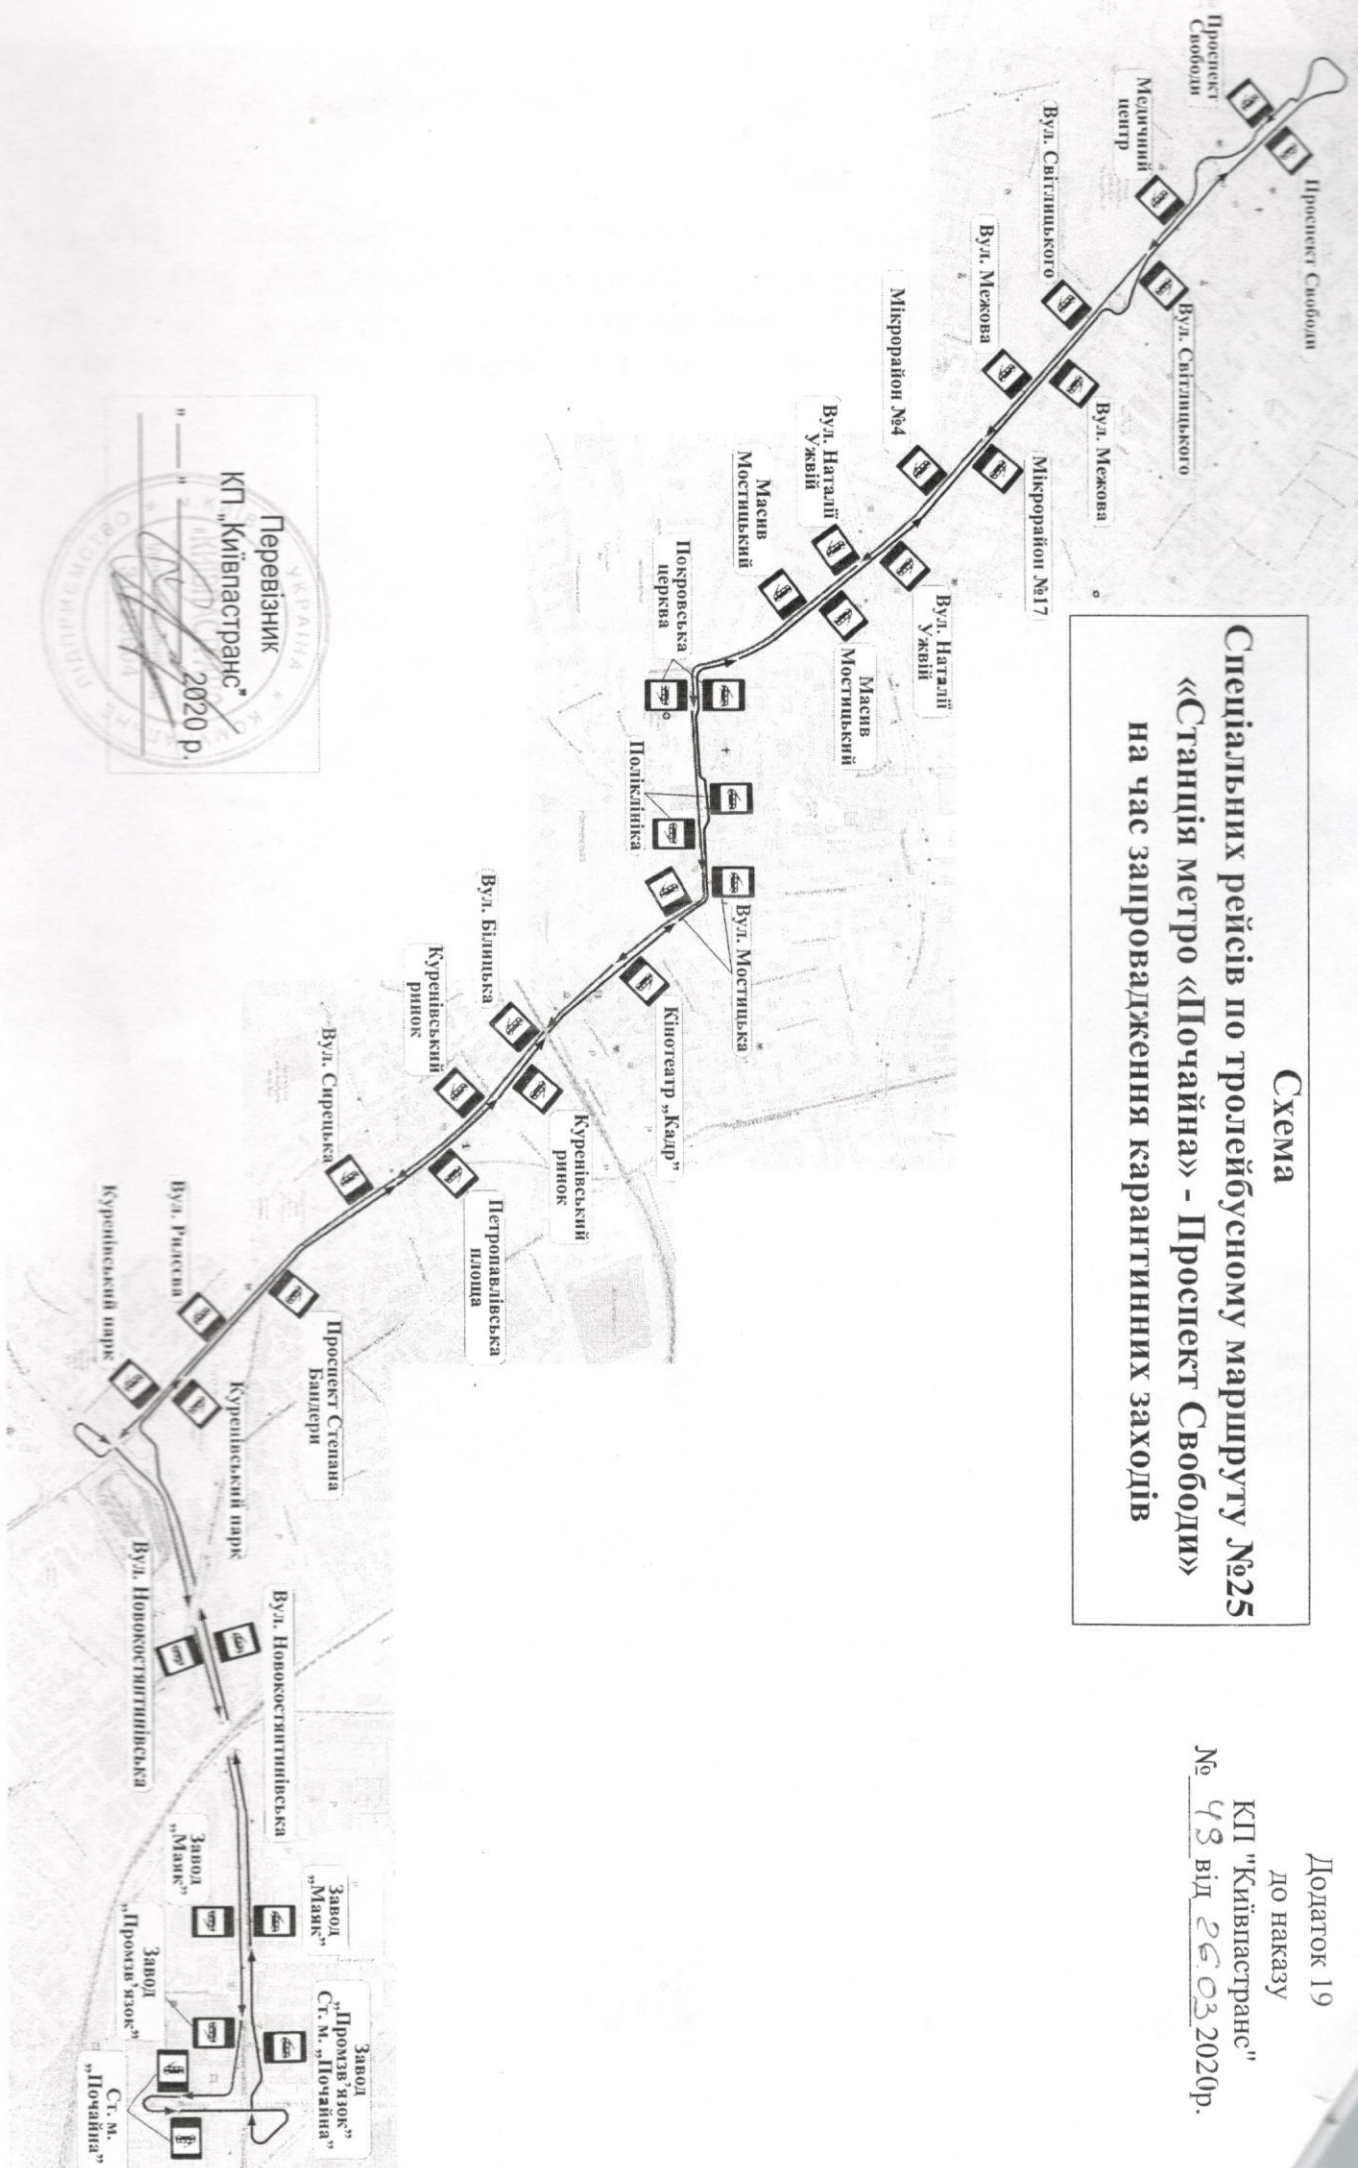 Додаток 19
до наказу
КП "Київпастранс"
№ 49 від 26.03 2020р.
Схема
Спеціальних рейсів по тролейбусному маршруту №25
«Станція метро «Почайна» - Проспект Свободи»
на час запровадження карантинних заходів
Проспект Свободи
Проспект
Свободи
Медичний
центр
Вул. Світлицького
Вул. Світлицького
Вул. Межова
Вул. Межова
Мікрорайон №17
Мікрорайон №4
Вул. Наталії
Ужвій
Вул. Наталії
Ужвій
Масив
Мостицький
Масив
Мостицький
Покровська
церква
Поліклініка
Вул. Мостицька
Кінотеатр „Кадр”
Вул. Білицька
Куренівський
ринок
Куренівський
ринок
Петропавлівська
площа
Вул. Сирецька
Проспект Степана
Бандери
Вул. Рилєєва
Куренівський парк
Куренівський парк
Вул. Новокостянтинівська
Вул. Новокостянтинівська
Завод
„Маяк”
Завод
„Маяк”
Завод
„Промзв’язок”
Ст. м. „Почайна”
Завод
„Промзв’язок”
Ст. м.
„Почайна”
Перевізник
КП „Київпастранс”
„ ” 2020 р.
УКРАЇНА